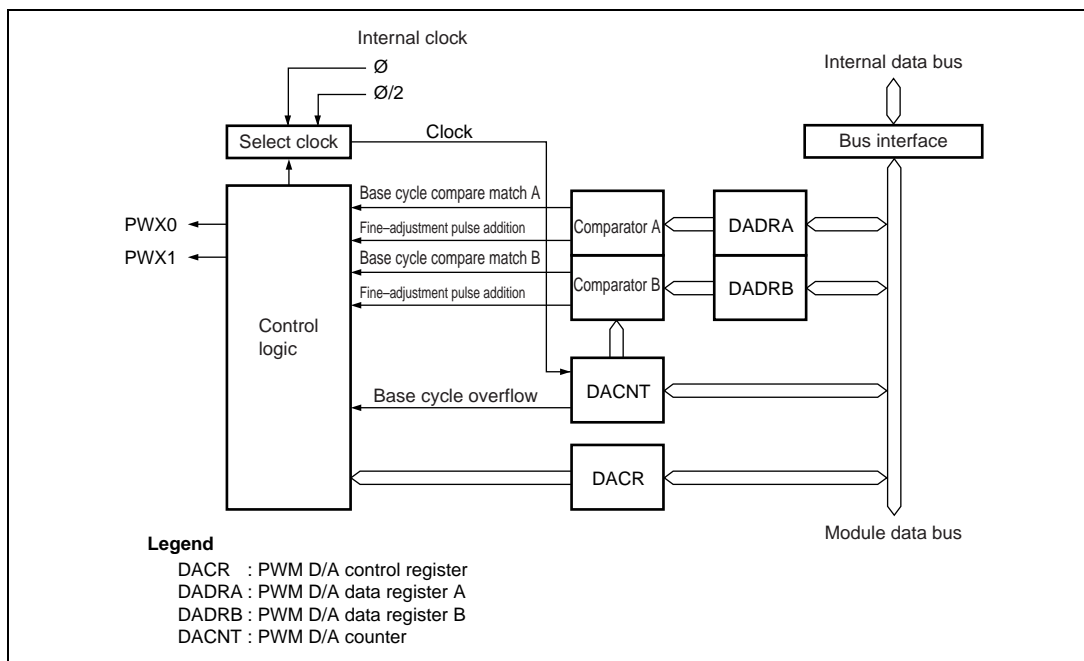 Internal clock
Ø
Ø/2
Internal data bus
Select clock
Clock
Bus interface
Base cycle compare match A
Fine–adjustment pulse addition
Base cycle compare match B
Fine–adjustment pulse addition
PWX0
PWX1
Comparator A
DADRA
Comparator B
DADRB
Control
logic
DACNT
Base cycle overflow
DACR
Module data bus
Legend
DACR : PWM D/A control register
DADRA : PWM D/A data register A
DADRB : PWM D/A data register B
DACNT : PWM D/A counter